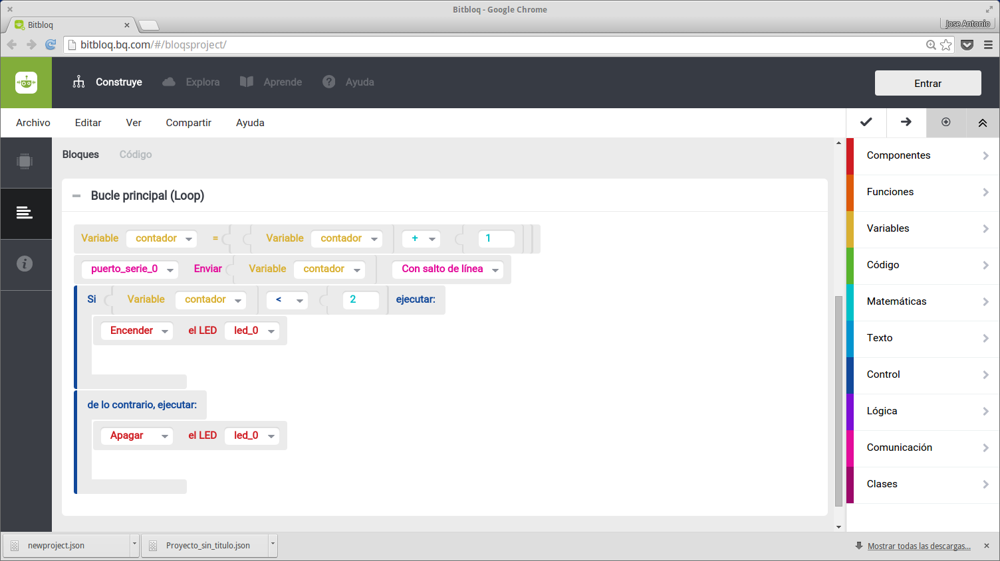 Bitbloq - Google Chrome
Bitbloq
Jose Antonio
bitbloq.bq.com/#/bloqsproject/
Construye Explora Aprende Ayuda
Entrar
Archivo Editar Ver Compartir Ayuda
Bloques Código
Bucle principal (Loop)
Variable contador = Variable contador + 1
puerto_serie_0 Enviar Variable contador Con salto de línea
Si Variable contador < 2 ejecutar:
Encender el LED led_0
de lo contrario, ejecutar:
Apagar el LED led_0
Componentes
Funciones
Variables
Código
Matemáticas
Texto
Control
Lógica
Comunicación
Clases
newproject.json Proyecto_sin_titulo.json Mostrar todas las descargas...